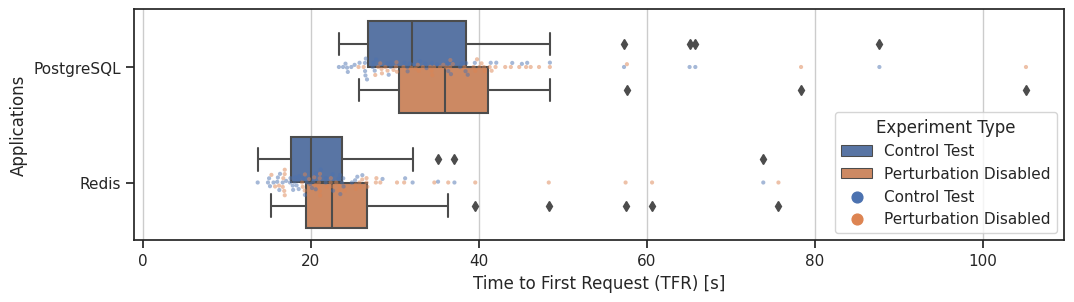 Applications
PostgreSQL
Redis
0 20 40 60 80 100
Time to First Request (TFR) [s]
Experiment Type
Control Test
Perturbation Disabled
Control Test
Perturbation Disabled